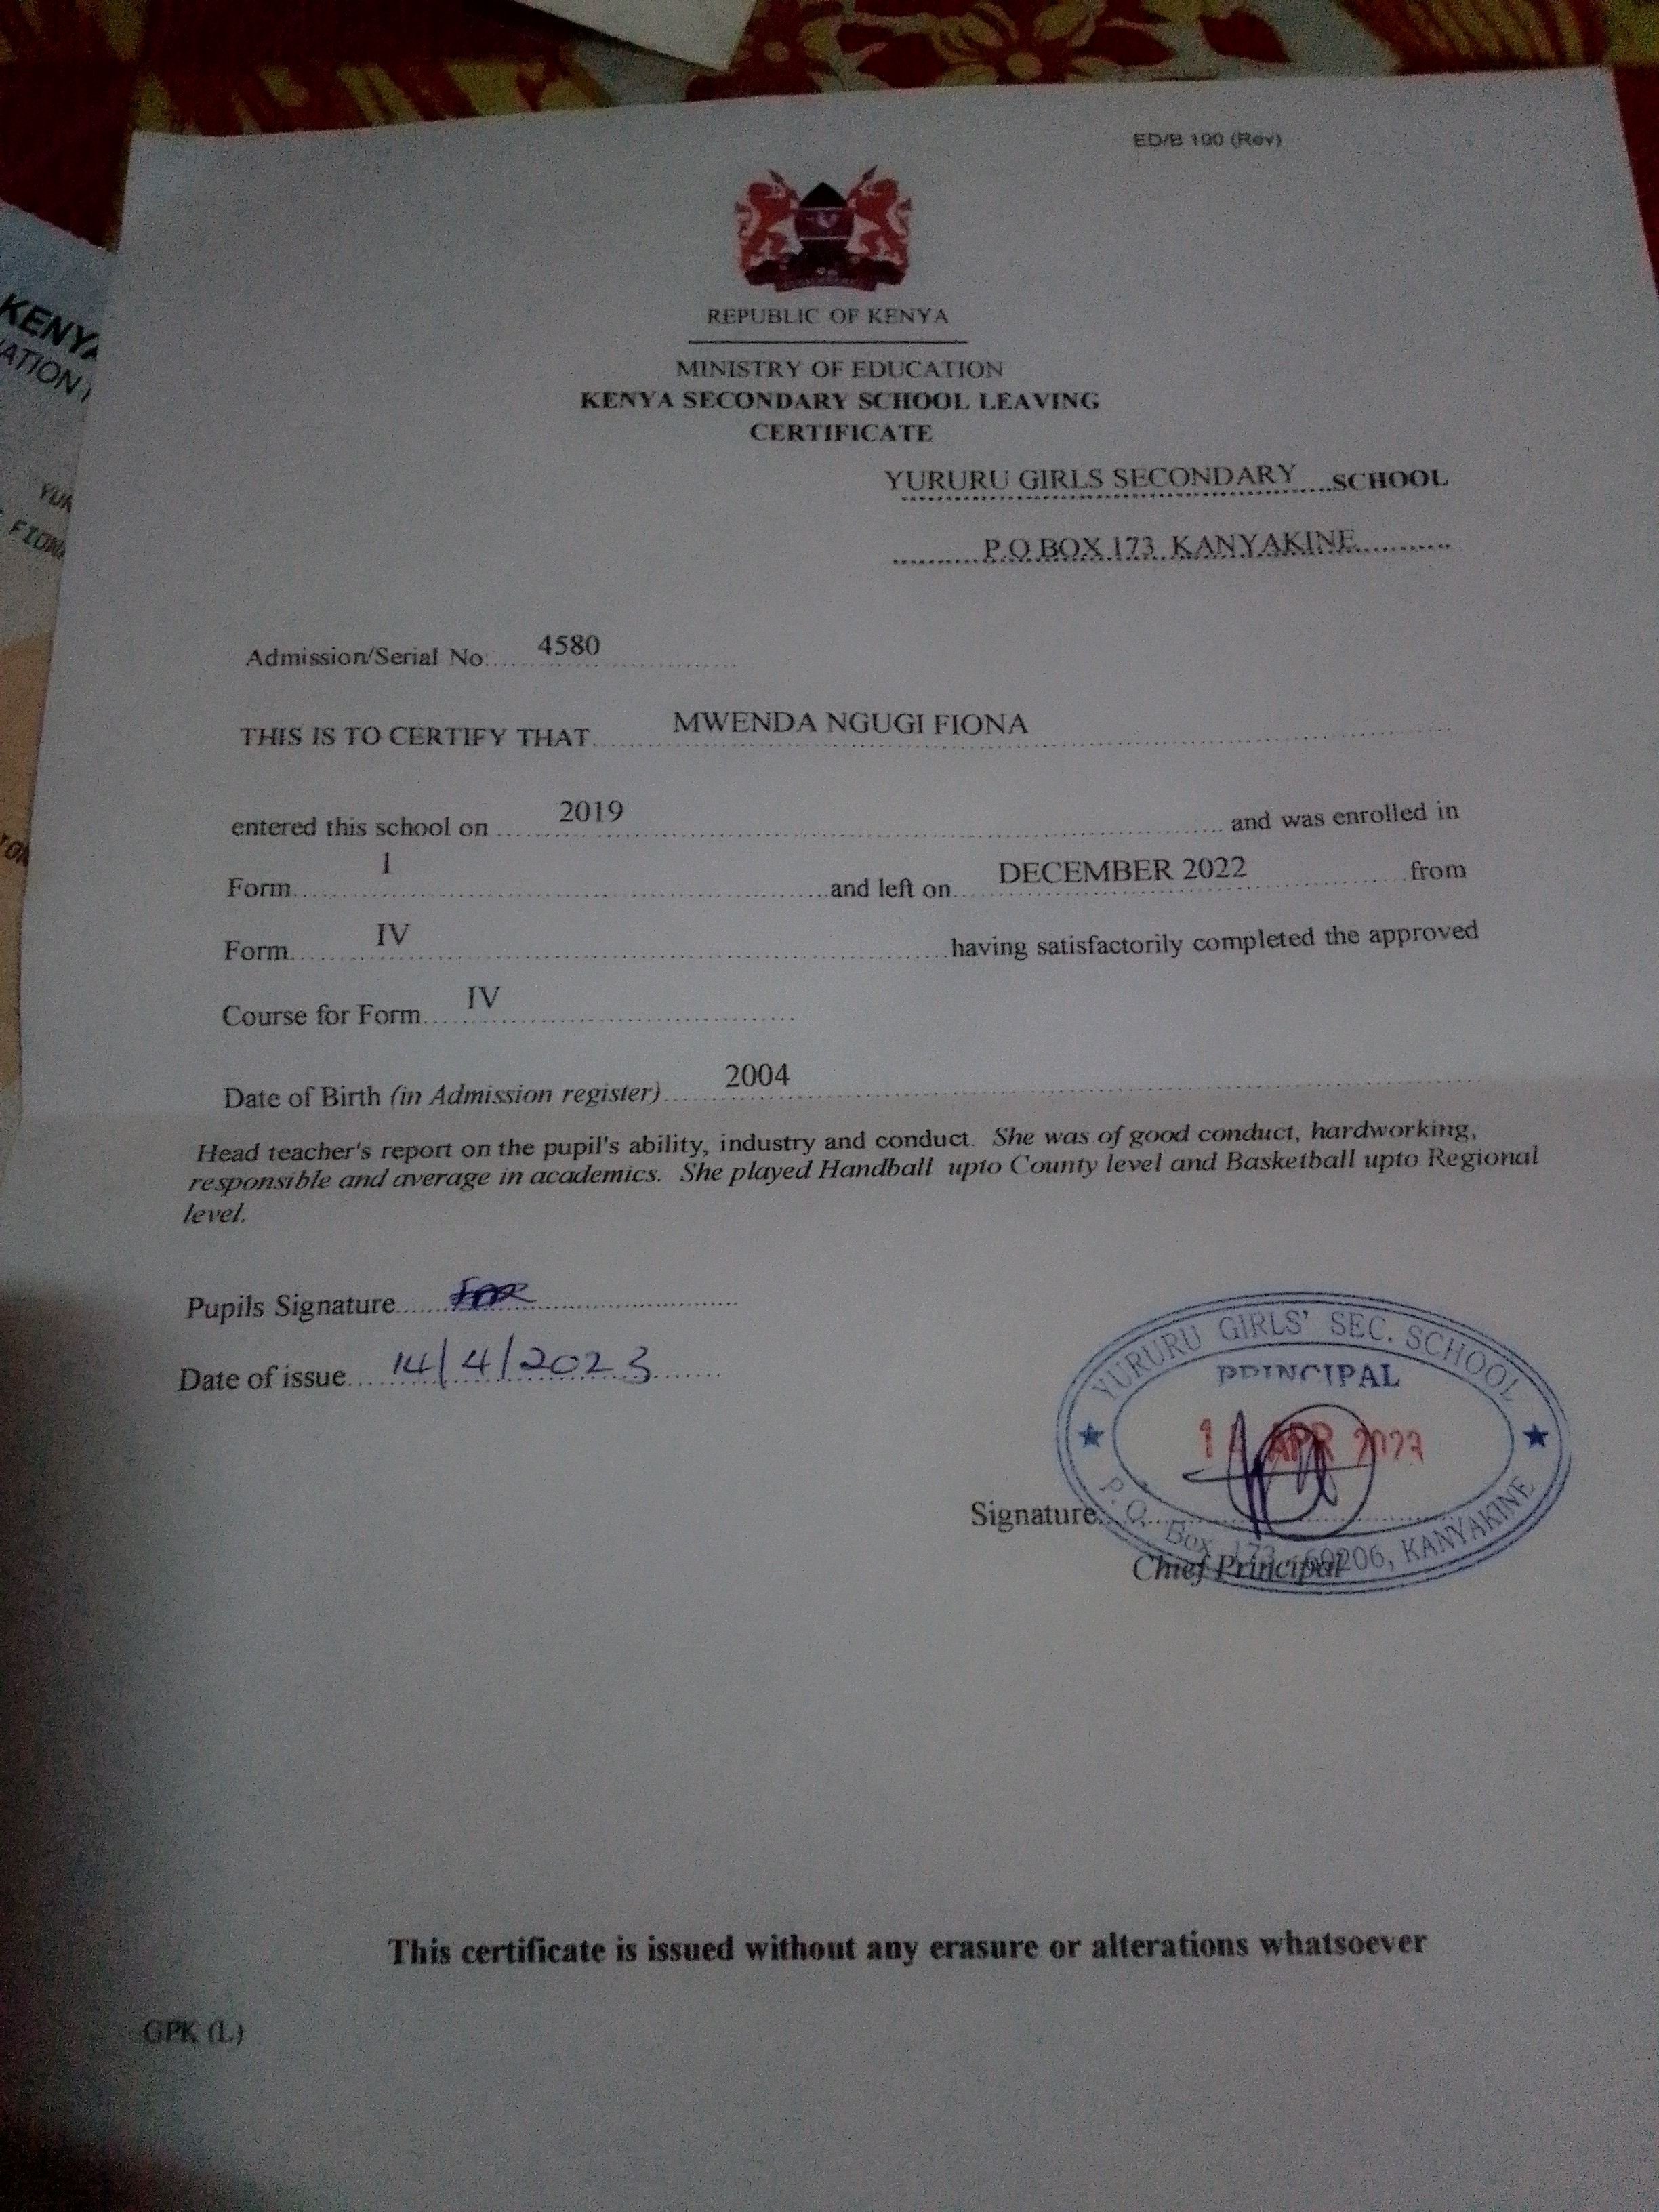 KENYA
ATION
YUR
FIONA
ED/B 100 (Rev)
REPUBLIC OF KENYA
MINISTRY OF EDUCATION
KENYA SECONDARY SCHOOL LEAVING
CERTIFICATE
YURURU GIRLS SECONDARY SCHOOL
P.O BOX 173 KANYAKINE
Admission/Serial No: 4580
THIS IS TO CERTIFY THAT MWENDA NGUGI FIONA
entered this school on 2019 and was enrolled in
Form 1 and left on DECEMBER 2022 from
Form IV having satisfactorily completed the approved
Course for Form IV
Date of Birth (in Admission register) 2004
Head teacher's report on the pupil's ability, industry and conduct. She was of good conduct, hardworking,
responsible and average in academics. She played Handball upto County level and Basketball upto Regional
level.
Pupils Signature
Date of issue 14/4/2023
YURURU GIRLS' SEC. SCHOOL
PRINCIPAL
APR 2023
Signature
P.O. Box 173 - 60206, KANYAKINE
Chief Principal
This certificate is issued without any erasure or alterations whatsoever
GPK (L)